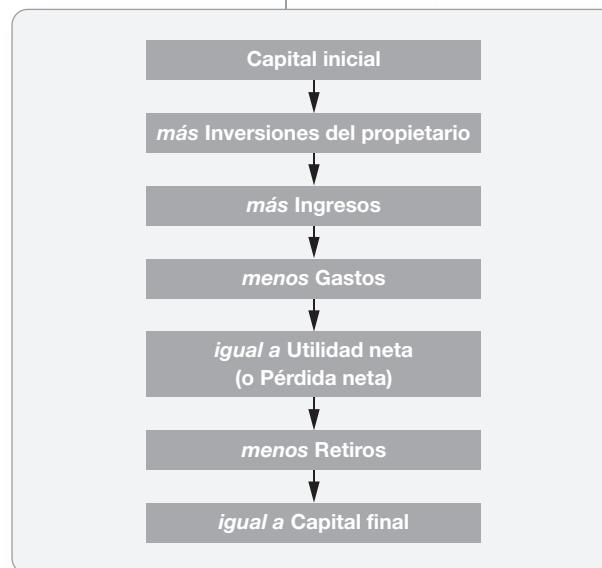 Capital inicial
más Inversiones del propietario
más Ingresos
menos Gastos
igual a Utilidad neta
(o Pérdida neta)
menos Retiros
igual a Capital final